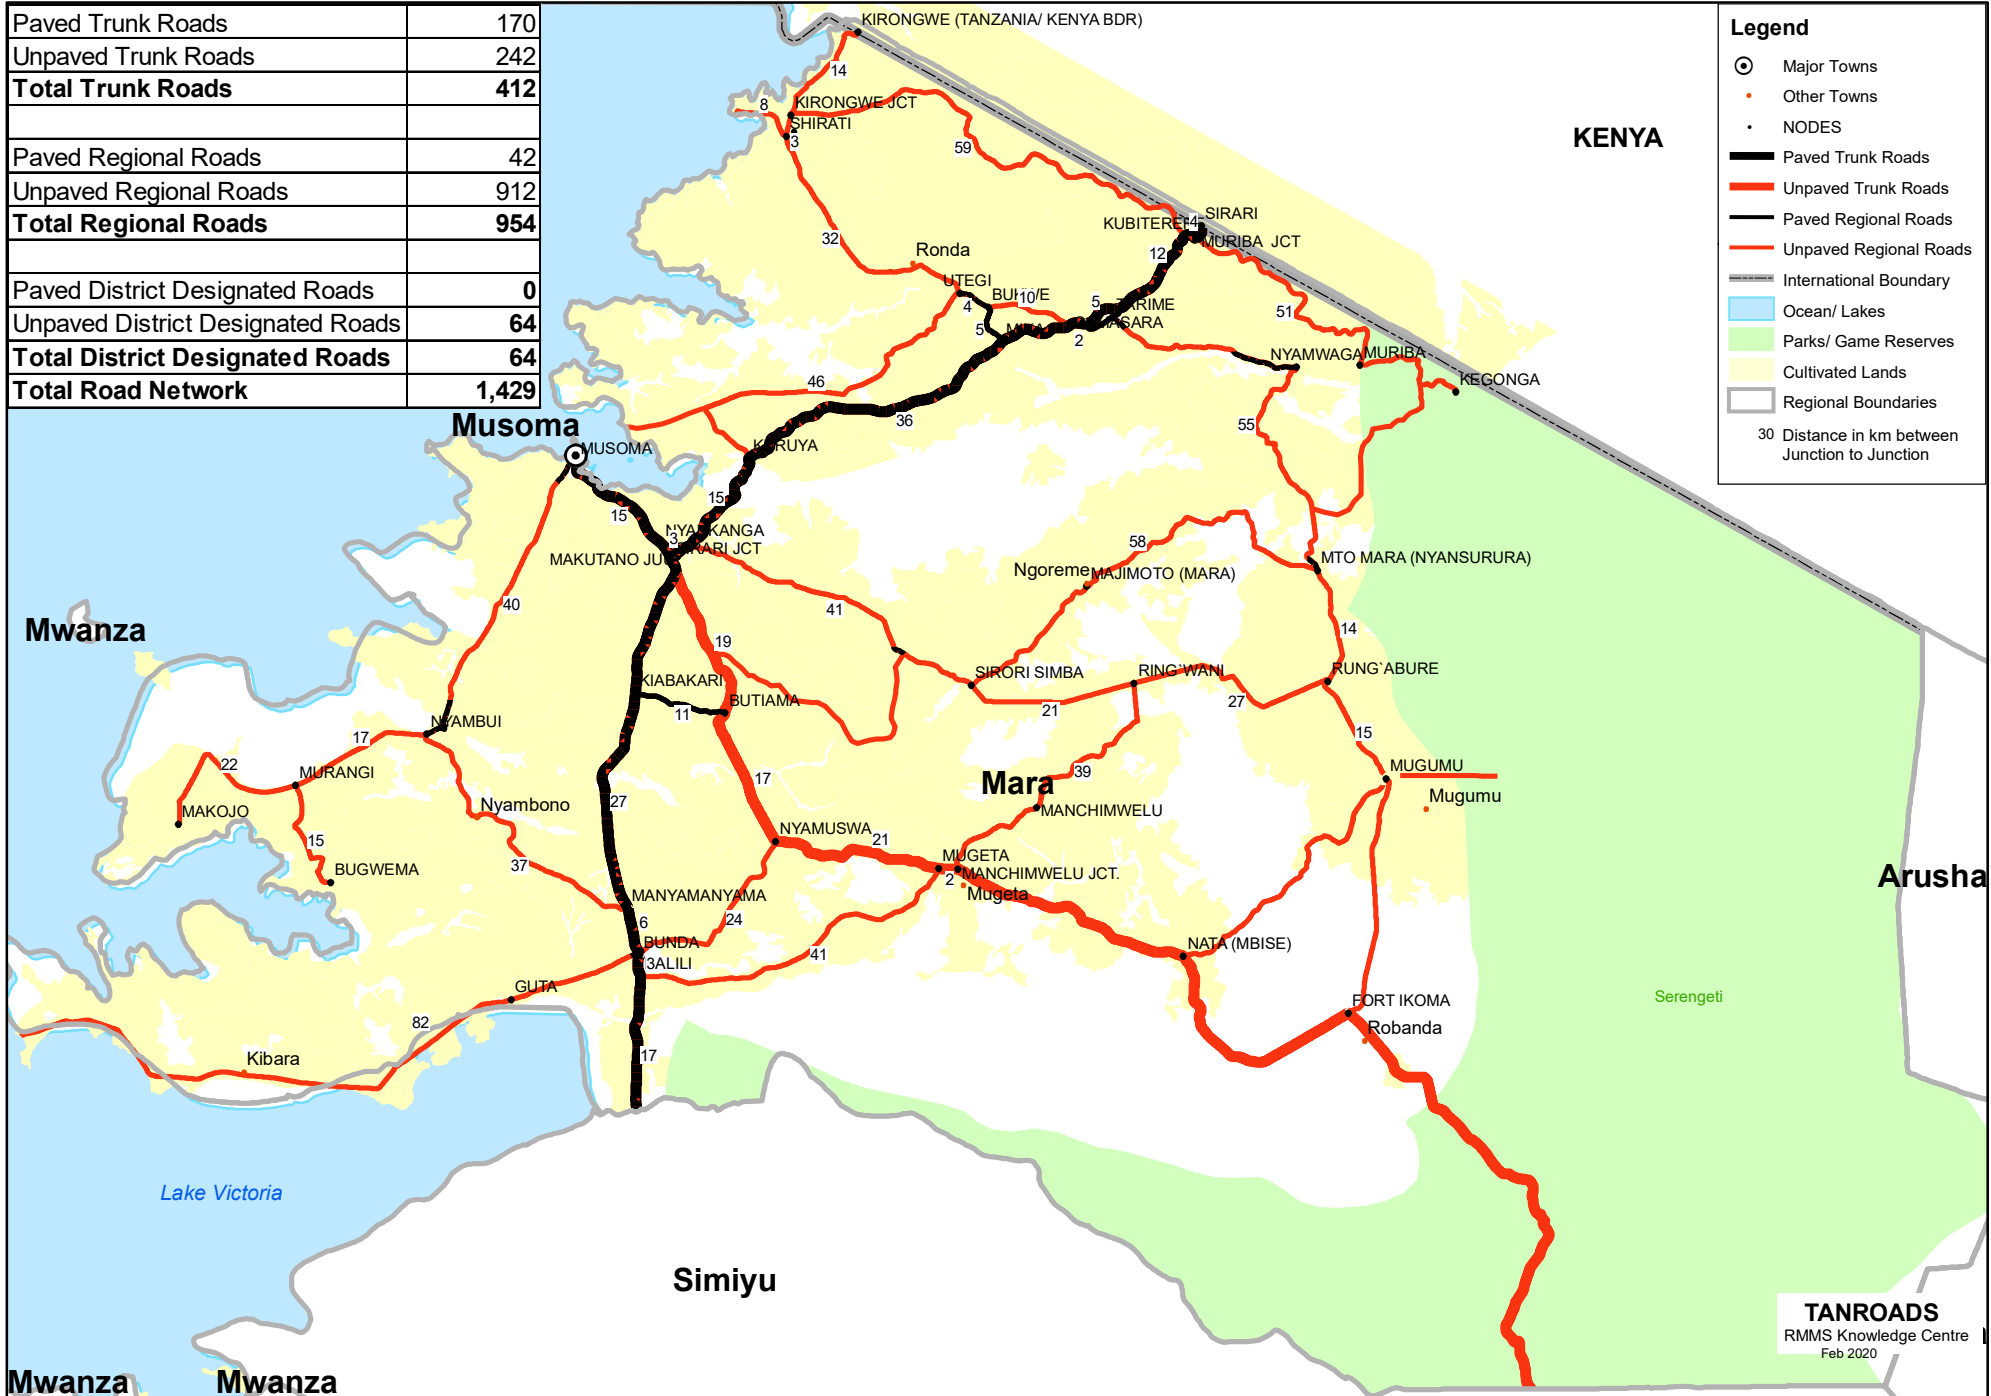 Paved Trunk Roads 170
Unpaved Trunk Roads 242
Total Trunk Roads 412
Paved Regional Roads 42
Unpaved Regional Roads 912
Total Regional Roads 954
Paved District Designated Roads 0
Unpaved District Designated Roads 64
Total District Designated Roads 64
Total Road Network 1,429
Legend
Major Towns
Other Towns
NODES
Paved Trunk Roads
Unpaved Trunk Roads
Paved Regional Roads
Unpaved Regional Roads
International Boundary
Ocean/ Lakes
Parks/ Game Reserves
Cultivated Lands
Regional Boundaries
30 Distance in km between
Junction to Junction
KIRONGWE (TANZANIA/ KENYA BDR)
14
8
KIRONGWE JCT
SHIRATI
3
59
KENYA
32
Ronda
SIRARI
4
MURIBA JCT
12
UTEGI
4
10
5
5
2
51
NYAMWAGA
MURIBA
KEGONGA
46
36
55
Musoma
MUSOMA
15
15
3
58
MTO MARA (NYANSURURA)
Ngoreme
MAJIMOTO (MARA)
40
41
14
Mwanza
19
KIABAKARI
BUTIAMA
11
SIRORI SIMBA
21
RING`WANI
27
RUNG`ABURE
15
NYAMBUI
17
22
MURANGI
MAKOJO
15
BUGWEMA
Nyambono
37
27
17
Mara
39
MANCHIMWELU
MUGUMU
Mugumu
NYAMUSWA
21
MUGETA
2
MANCHIMWELU JCT.
Mugeta
MANYAMANYAMA
6
24
BUNDA
41
NATA (MBISE)
Arusha
GUTA
82
Kibara
17
FORT IKOMA
Robanda
Serengeti
Lake Victoria
Simiyu
TANROADS
RMMS Knowledge Centre
Feb 2020
Mwanza
Mwanza